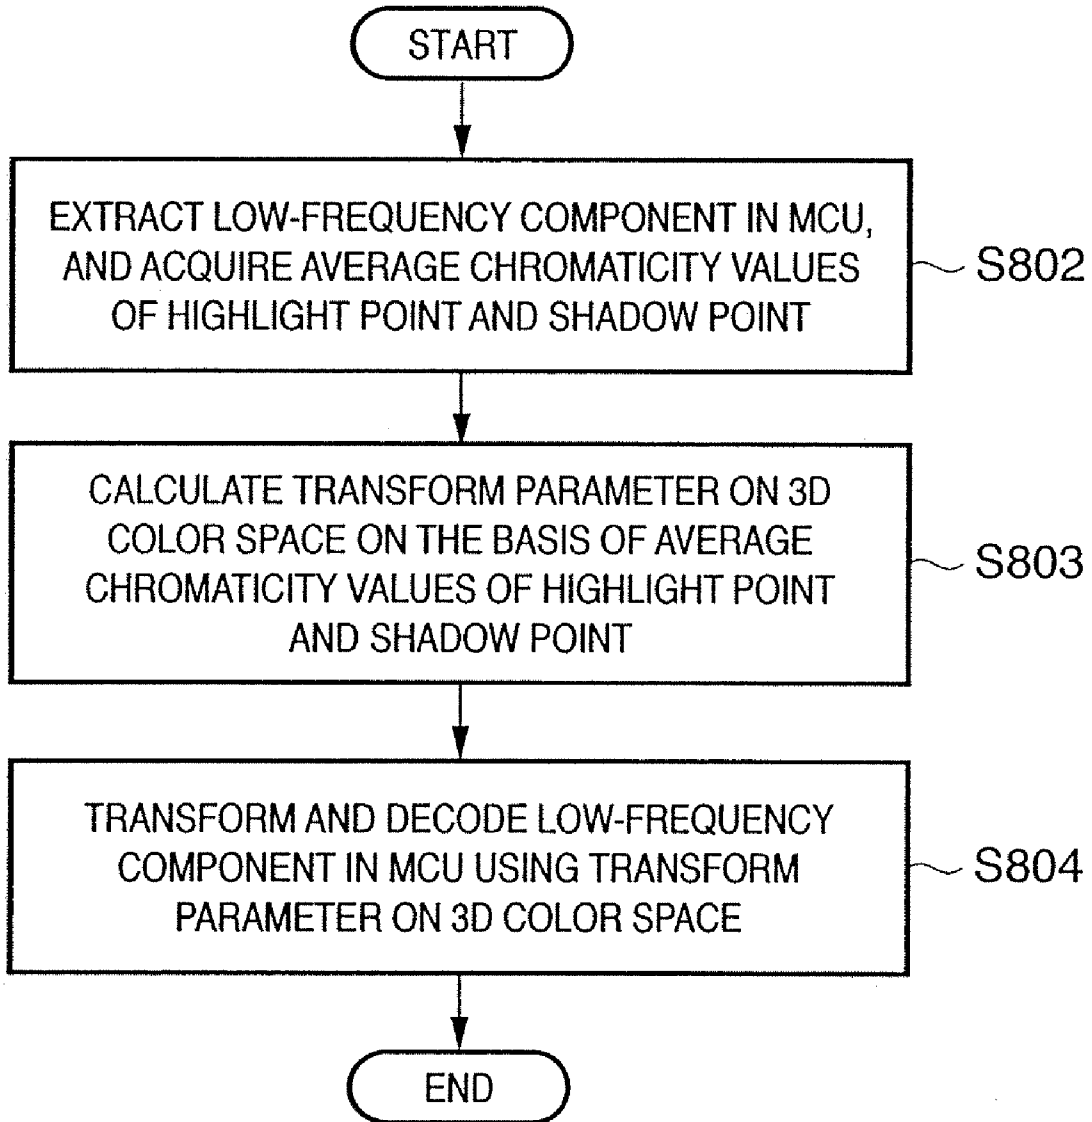 START
EXTRACT LOW-FREQUENCY COMPONENT IN MCU,
AND ACQUIRE AVERAGE CHROMATICITY VALUES
OF HIGHLIGHT POINT AND SHADOW POINT
S802
CALCULATE TRANSFORM PARAMETER ON 3D
COLOR SPACE ON THE BASIS OF AVERAGE
CHROMATICITY VALUES OF HIGHLIGHT POINT
AND SHADOW POINT
S803
TRANSFORM AND DECODE LOW-FREQUENCY
COMPONENT IN MCU USING TRANSFORM
PARAMETER ON 3D COLOR SPACE
S804
END